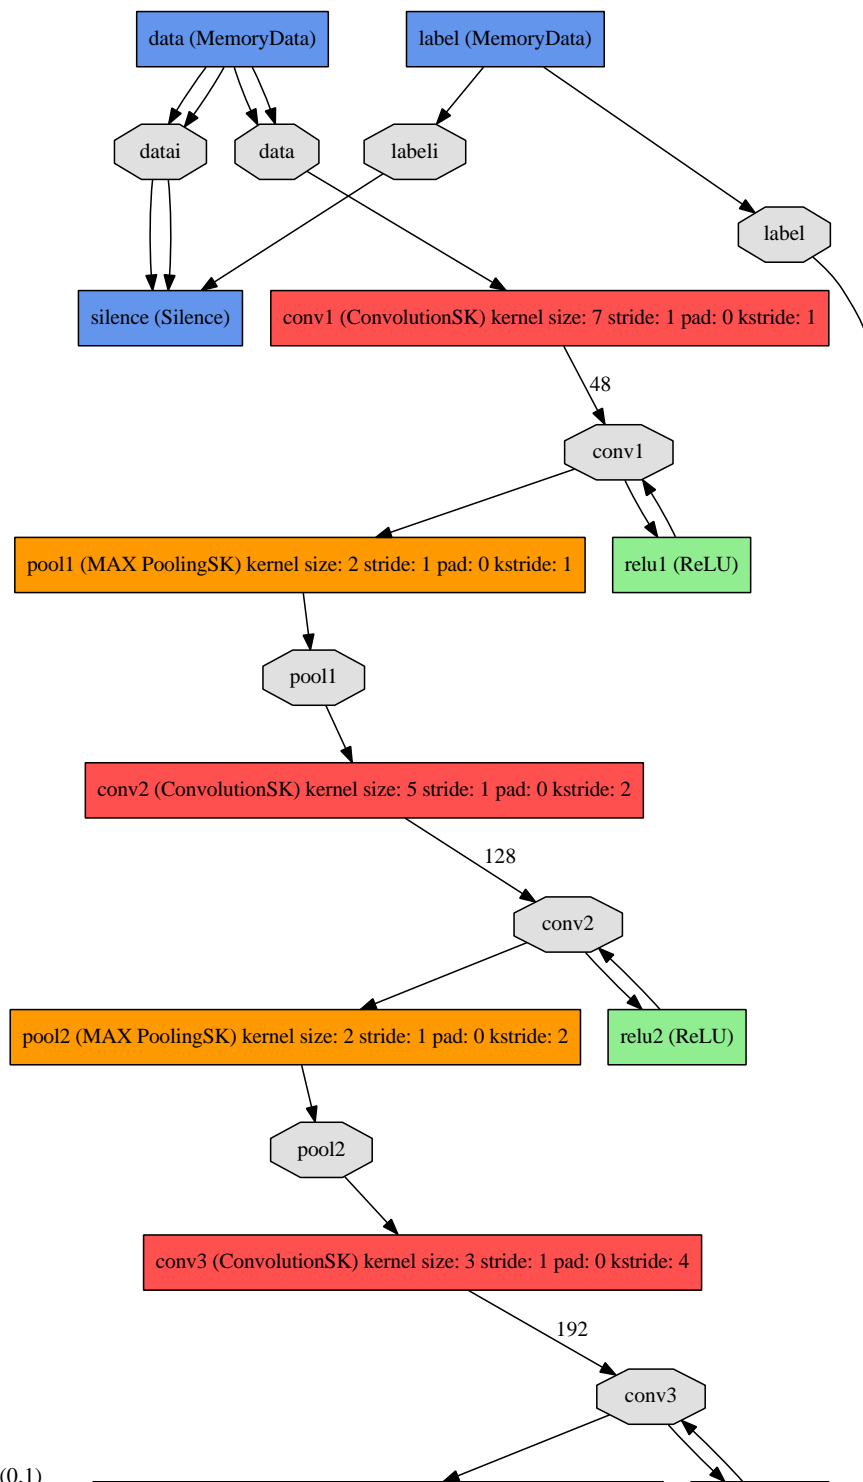 data (MemoryData)
label (MemoryData)
datai
data
labeli
label
silence (Silence)
conv1 (ConvolutionSK) kernel size: 7 stride: 1 pad: 0 kstride: 1
48
conv1
pool1 (MAX PoolingSK) kernel size: 2 stride: 1 pad: 0 kstride: 1
relu1 (ReLU)
pool1
conv2 (ConvolutionSK) kernel size: 5 stride: 1 pad: 0 kstride: 2
128
conv2
pool2 (MAX PoolingSK) kernel size: 2 stride: 1 pad: 0 kstride: 2
relu2 (ReLU)
pool2
conv3 (ConvolutionSK) kernel size: 3 stride: 1 pad: 0 kstride: 4
192
conv3
(0,1)